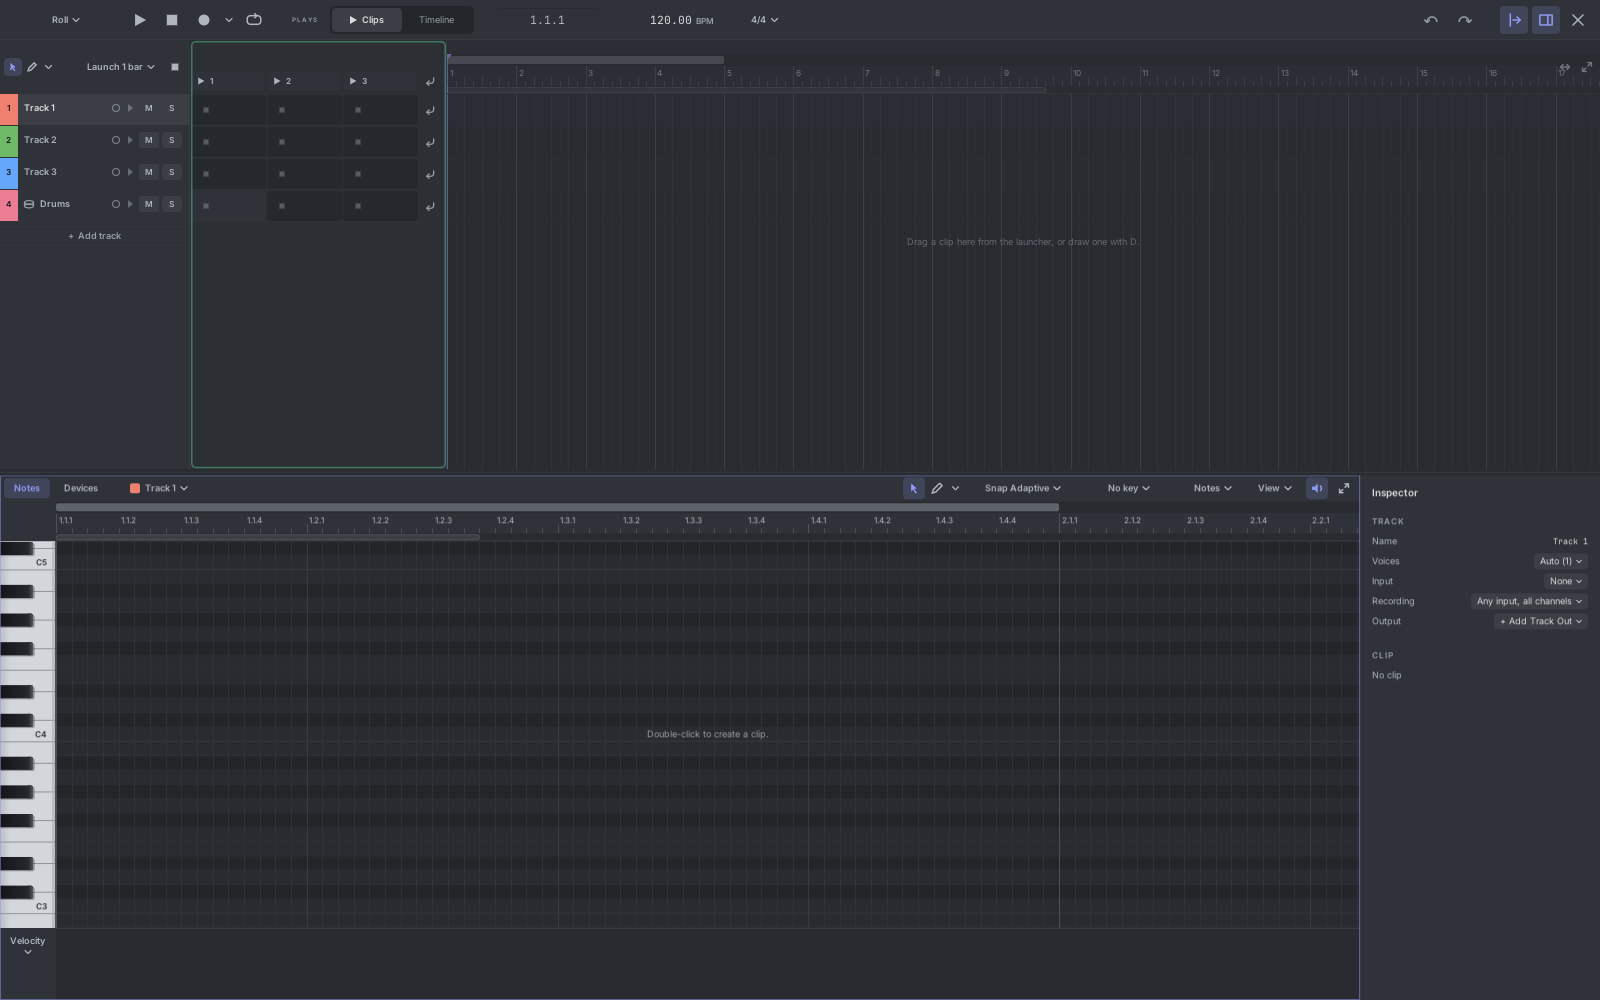 Roll
PLAYS
Clips
Timeline
1.1.1
120.00 BPM
4/4
Launch 1 bar
1 2 3
1 2 3 4 5 6 7 8 9 10 11 12 13 14 15 16 17
1 Track 1 M S
2 Track 2 M S
3 Track 3 M S
4 Drums M S
+ Add track
Drag a clip here from the launcher, or draw one with D.
Notes Devices Track 1 Snap Adaptive No key Notes View
1.1.1 1.1.2 1.1.3 1.1.4 1.2.1 1.2.2 1.2.3 1.2.4 1.3.1 1.3.2 1.3.3 1.3.4 1.4.1 1.4.2 1.4.3 1.4.4 2.1.1 2.1.2 2.1.3 2.1.4 2.2.1
C5
C4
Double-click to create a clip.
C3
Velocity
Inspector
TRACK
Name Track 1
Voices Auto (1)
Input None
Recording Any input, all channels
Output + Add Track Out
CLIP
No clip